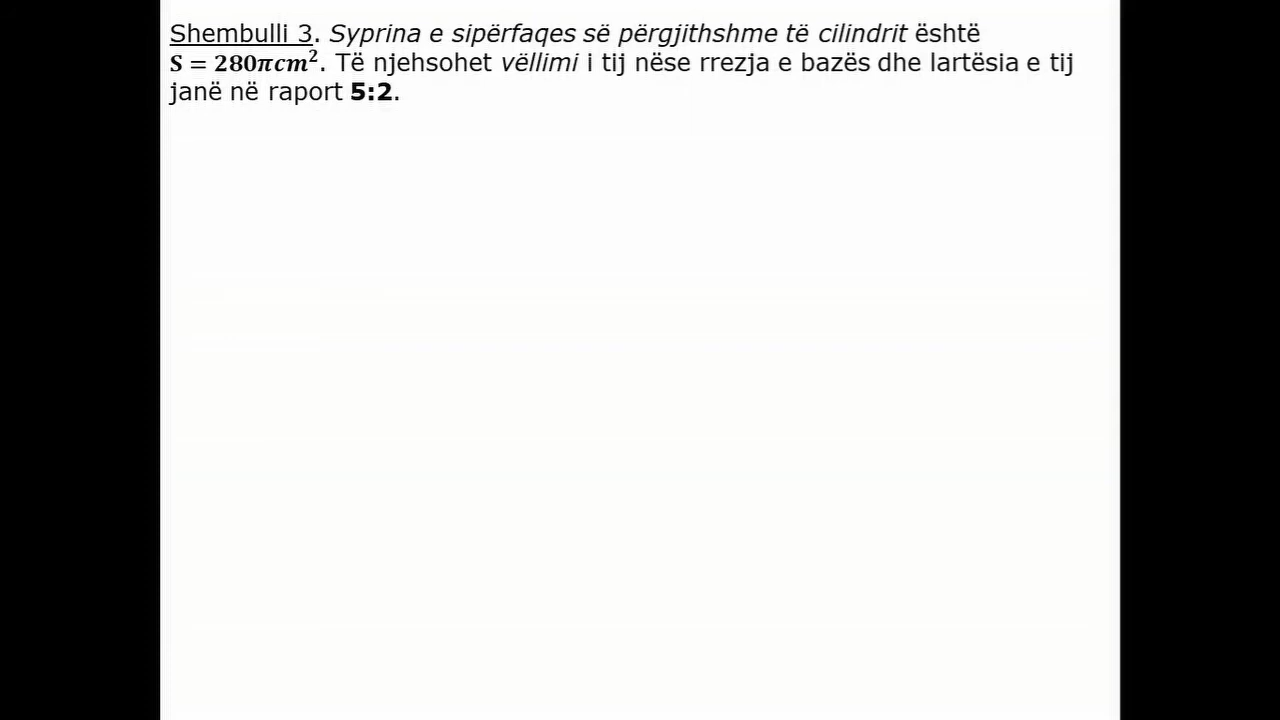 Shembulli 3. Syprina e sipërfaqes së përgjithshme të cilindrit është
S = 280πcm². Të njehsohet vëllimi i tij nëse rrezja e bazës dhe lartësia e tij
janë në raport 5:2.